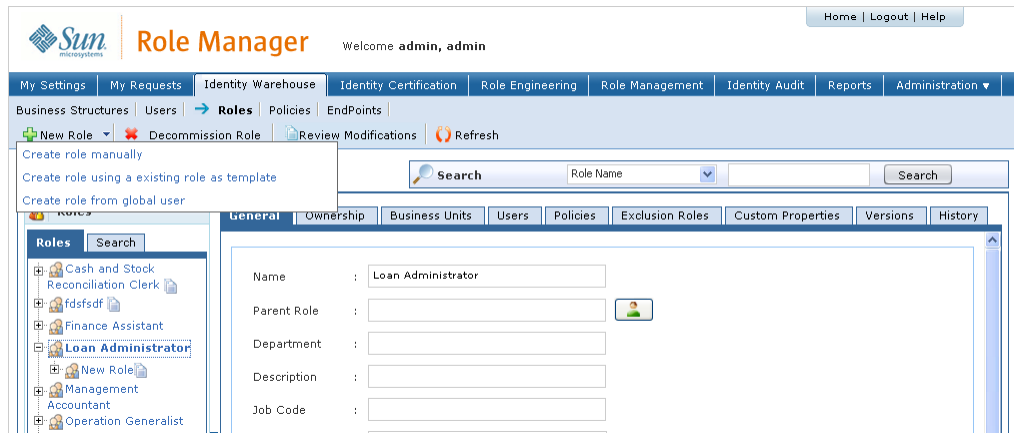 Home | Logout | Help
Sun microsystems Role Manager Welcome admin, admin
My Settings My Requests Identity Warehouse Identity Certification Role Engineering Role Management Identity Audit Reports Administration
Business Structures Users Roles Policies EndPoints
New Role Decommission Role Review Modifications Refresh
Create role manually
Create role using a existing role as template
Create role from global user
Search Role Name Search
Roles
General Ownership Business Units Users Policies Exclusion Roles Custom Properties Versions History
Roles Search
Cash and Stock
Reconciliation Clerk
fdsfsdf
Finance Assistant
Loan Administrator
New Role
Management
Accountant
Operation Generalist
Name : Loan Administrator
Parent Role :
Department :
Description :
Job Code :